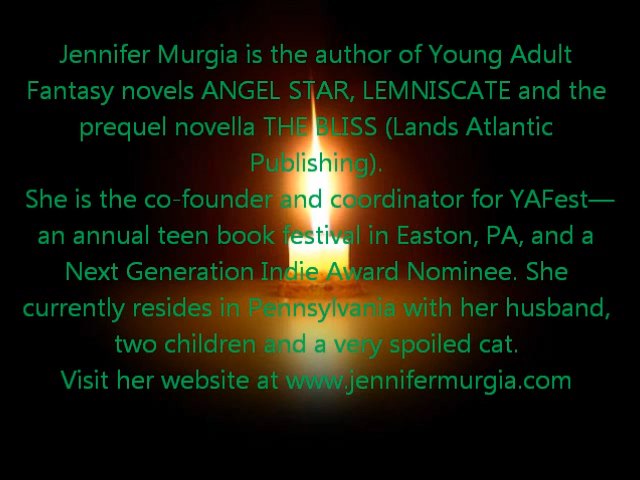 Jennifer Murgia is the author of Young Adult
Fantasy novels ANGEL STAR, LEMNISCATE and the
prequel novella THE BLISS (Lands Atlantic
Publishing).
She is the co-founder and coordinator for YAFest—
an annual teen book festival in Easton, PA, and a
Next Generation Indie Award Nominee. She
currently resides in Pennsylvania with her husband,
two children and a very spoiled cat.
Visit her website at www.jennifermurgia.com